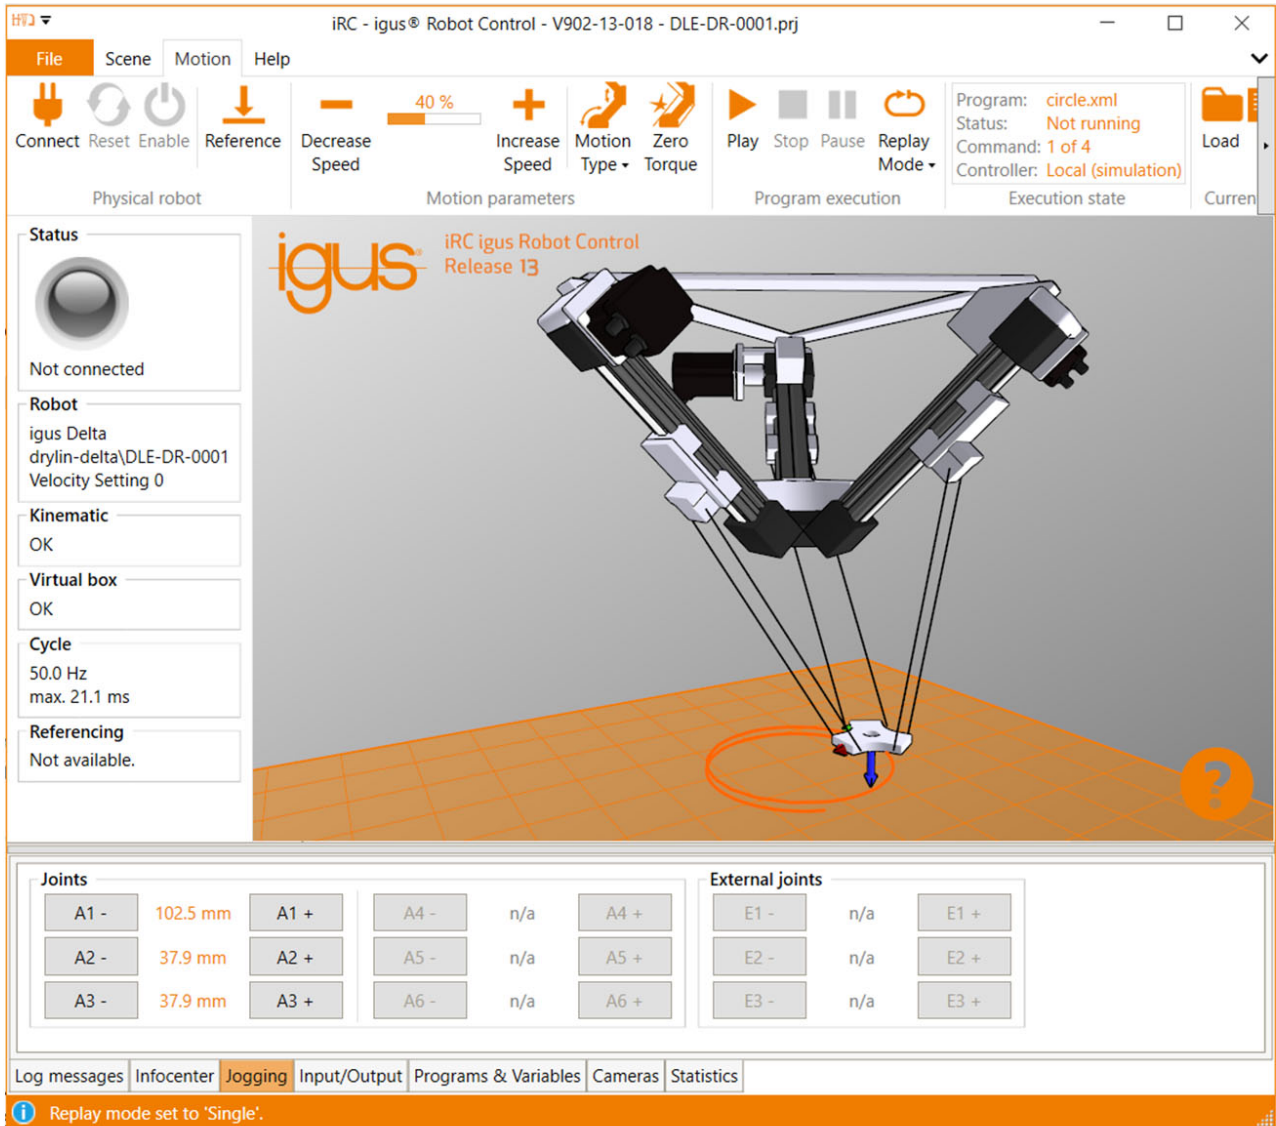 iRC - igus® Robot Control - V902-13-018 - DLE-DR-0001.prj
File Scene Motion Help
Connect Reset Enable Reference
Decrease Speed
40 %
Increase Speed
Motion Type
Zero Torque
Play Stop Pause
Replay Mode
Program: circle.xml
Status: Not running
Command: 1 of 4
Controller: Local (simulation)
Load
Physical robot
Motion parameters
Program execution
Execution state
Curren
Status
Not connected
Robot
igus Delta
drylin-delta\DLE-DR-0001
Velocity Setting 0
Kinematic
OK
Virtual box
OK
Cycle
50.0 Hz
max. 21.1 ms
Referencing
Not available.
igus®
iRC igus Robot Control
Release 13
?
Joints
A1 - 102.5 mm A1 + A4 - n/a A4 +
A2 - 37.9 mm A2 + A5 - n/a A5 +
A3 - 37.9 mm A3 + A6 - n/a A6 +
External joints
E1 - n/a E1 +
E2 - n/a E2 +
E3 - n/a E3 +
Log messages Infocenter Jogging Input/Output Programs & Variables Cameras Statistics
Replay mode set to 'Single'.